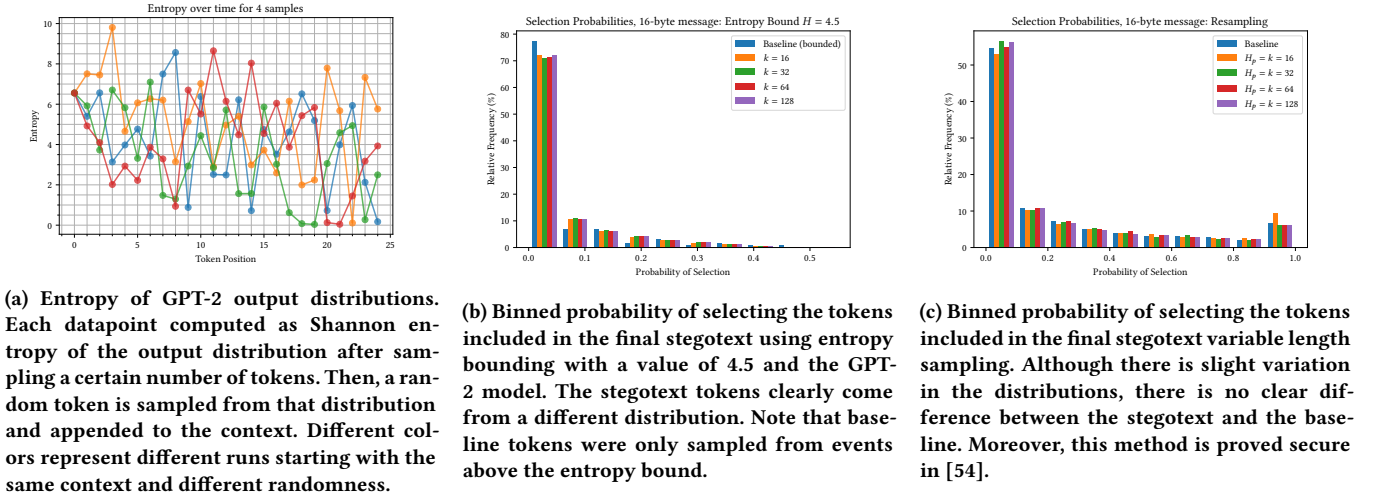 Entropy over time for 4 samples
Entropy
10
8
6
4
2
0
0
5
10
15
20
25
Token Position
(a) Entropy of GPT-2 output distributions.
Each datapoint computed as Shannon en-
tropy of the output distribution after sam-
pling a certain number of tokens. Then, a ran-
dom token is sampled from that distribution
and appended to the context. Different col-
ors represent different runs starting with the
same context and different randomness.
Selection Probabilities, 16-byte message: Entropy Bound H = 4.5
Relative Frequency (%)
80
70
60
50
40
30
20
10
0
0.0
0.1
0.2
0.3
0.4
0.5
Probability of Selection
Baseline (bounded)
k = 16
k = 32
k = 64
k = 128
(b) Binned probability of selecting the tokens
included in the final stegotext using entropy
bounding with a value of 4.5 and the GPT-
2 model. The stegotext tokens clearly come
from a different distribution. Note that base-
line tokens were only sampled from events
above the entropy bound.
Selection Probabilities, 16-byte message: Resampling
Relative Frequency (%)
50
40
30
20
10
0
0.0
0.2
0.4
0.6
0.8
1.0
Probability of Selection
Baseline
Hₚ = k = 16
Hₚ = k = 32
Hₚ = k = 64
Hₚ = k = 128
(c) Binned probability of selecting the tokens
included in the final stegotext variable length
sampling. Although there is slight variation
in the distributions, there is no clear dif-
ference between the stegotext and the base-
line. Moreover, this method is proved secure
in [54].